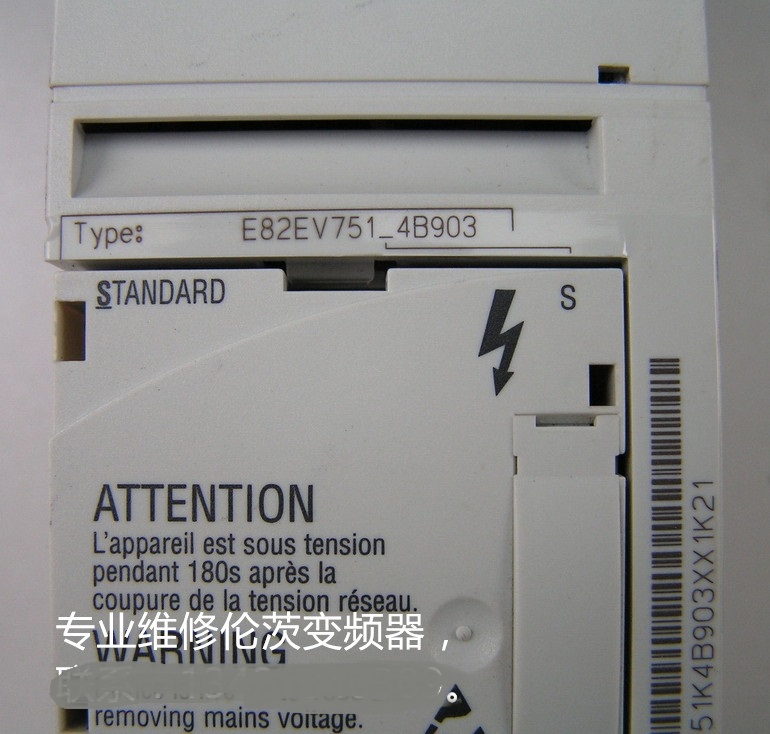 Type: E82EV751_4B903
STANDARD
S
ATTENTION
L'appareil est sous tension
pendant 180s après la
coupure de la tension réseau.
专业维修伦茨变频器，
WARNING
removing mains voltage.
51K4B903XX1K21